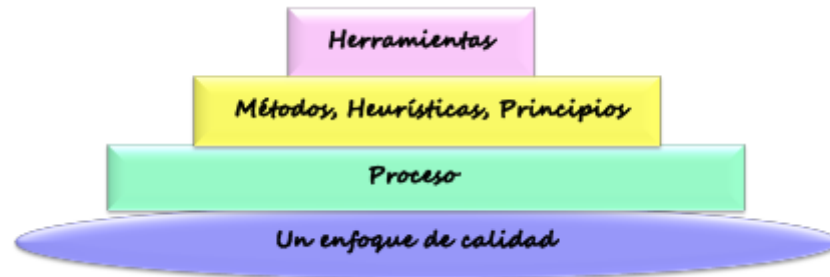 Herramientas
Métodos, Heurísticas, Principios
Proceso
Un enfoque de calidad